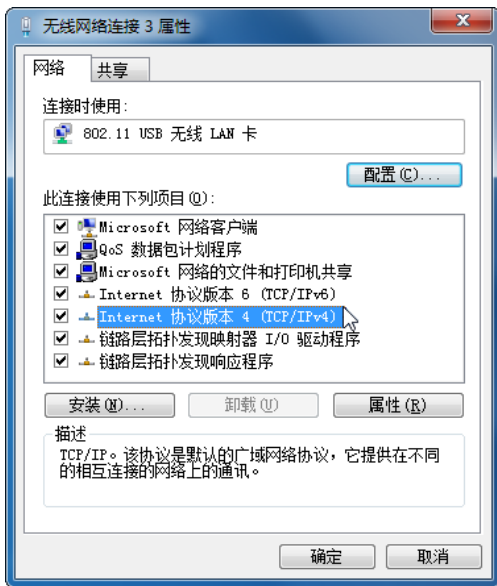 无线网络连接 3 属性
网络
共享
连接时使用:
802.11 USB 无线 LAN 卡
配置(C)...
此连接使用下列项目(O):
Microsoft 网络客户端
QoS 数据包计划程序
Microsoft 网络的文件和打印机共享
Internet 协议版本 6 (TCP/IPv6)
Internet 协议版本 4 (TCP/IPv4)
链路层拓扑发现映射器 I/O 驱动程序
链路层拓扑发现响应程序
安装(N)...
卸载(U)
属性(R)
描述
TCP/IP。该协议是默认的广域网络协议，它提供在不同
的相互连接的网络上的通讯。
确定
取消